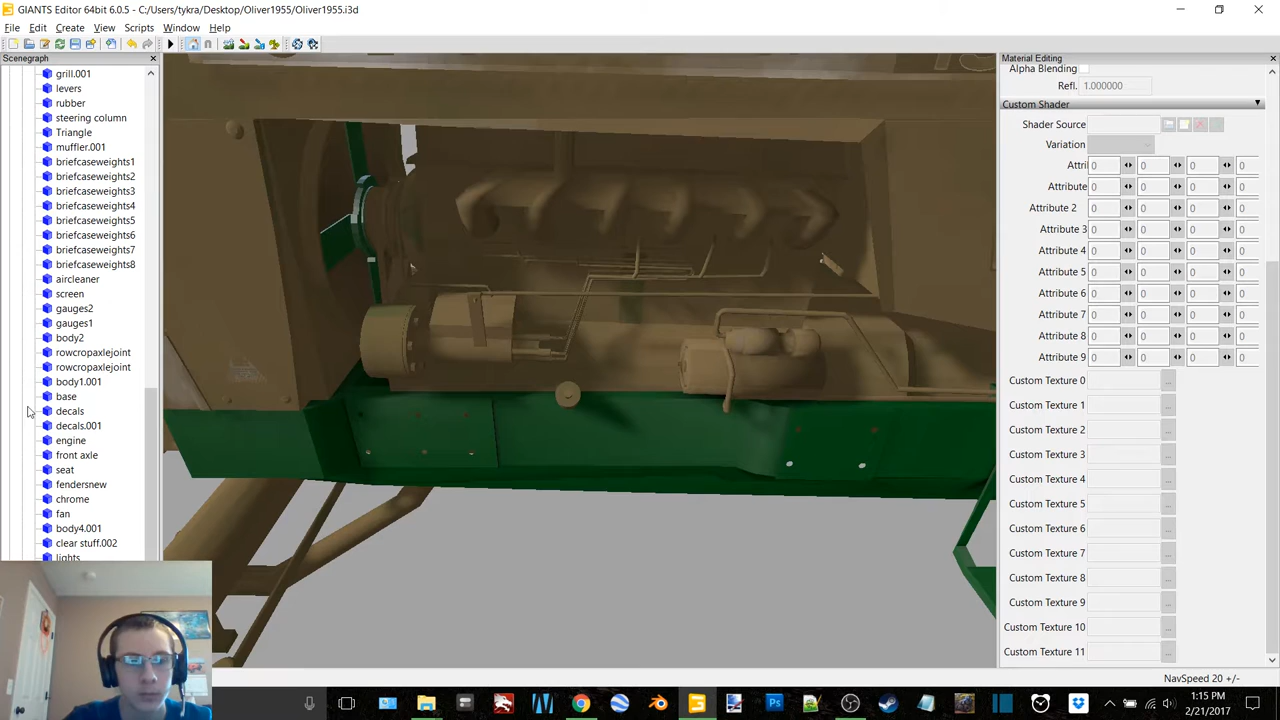 GIANTS Editor 64bit 6.0.5 - C:/Users/tykra/Desktop/Oliver1955/Oliver1955.i3d
File Edit Create View Scripts Window Help
Scenegraph
grill.001
levers
rubber
steering column
Triangle
muffler.001
briefcaseweights1
briefcaseweights2
briefcaseweights3
briefcaseweights4
briefcaseweights5
briefcaseweights6
briefcaseweights7
briefcaseweights8
aircleaner
screen
gauges2
gauges1
body2
rowcropaxlejoint
rowcropaxlejoint
body1.001
base
decals
decals.001
engine
front axle
seat
fendersnew
chrome
fan
body4.001
clear stuff.002
lights
Material Editing
Alpha Blending
Refl. 1.000000
Custom Shader
Shader Source
Variation
Attri 0 0 0 0
Attribute 0 0 0 0
Attribute 2 0 0 0 0
Attribute 3 0 0 0 0
Attribute 4 0 0 0 0
Attribute 5 0 0 0 0
Attribute 6 0 0 0 0
Attribute 7 0 0 0 0
Attribute 8 0 0 0 0
Attribute 9 0 0 0 0
Custom Texture 0 ...
Custom Texture 1 ...
Custom Texture 2 ...
Custom Texture 3 ...
Custom Texture 4 ...
Custom Texture 5 ...
Custom Texture 6 ...
Custom Texture 7 ...
Custom Texture 8 ...
Custom Texture 9 ...
Custom Texture 10 ...
Custom Texture 11 ...
NavSpeed 20 +/-
1:15 PM
2/21/2017